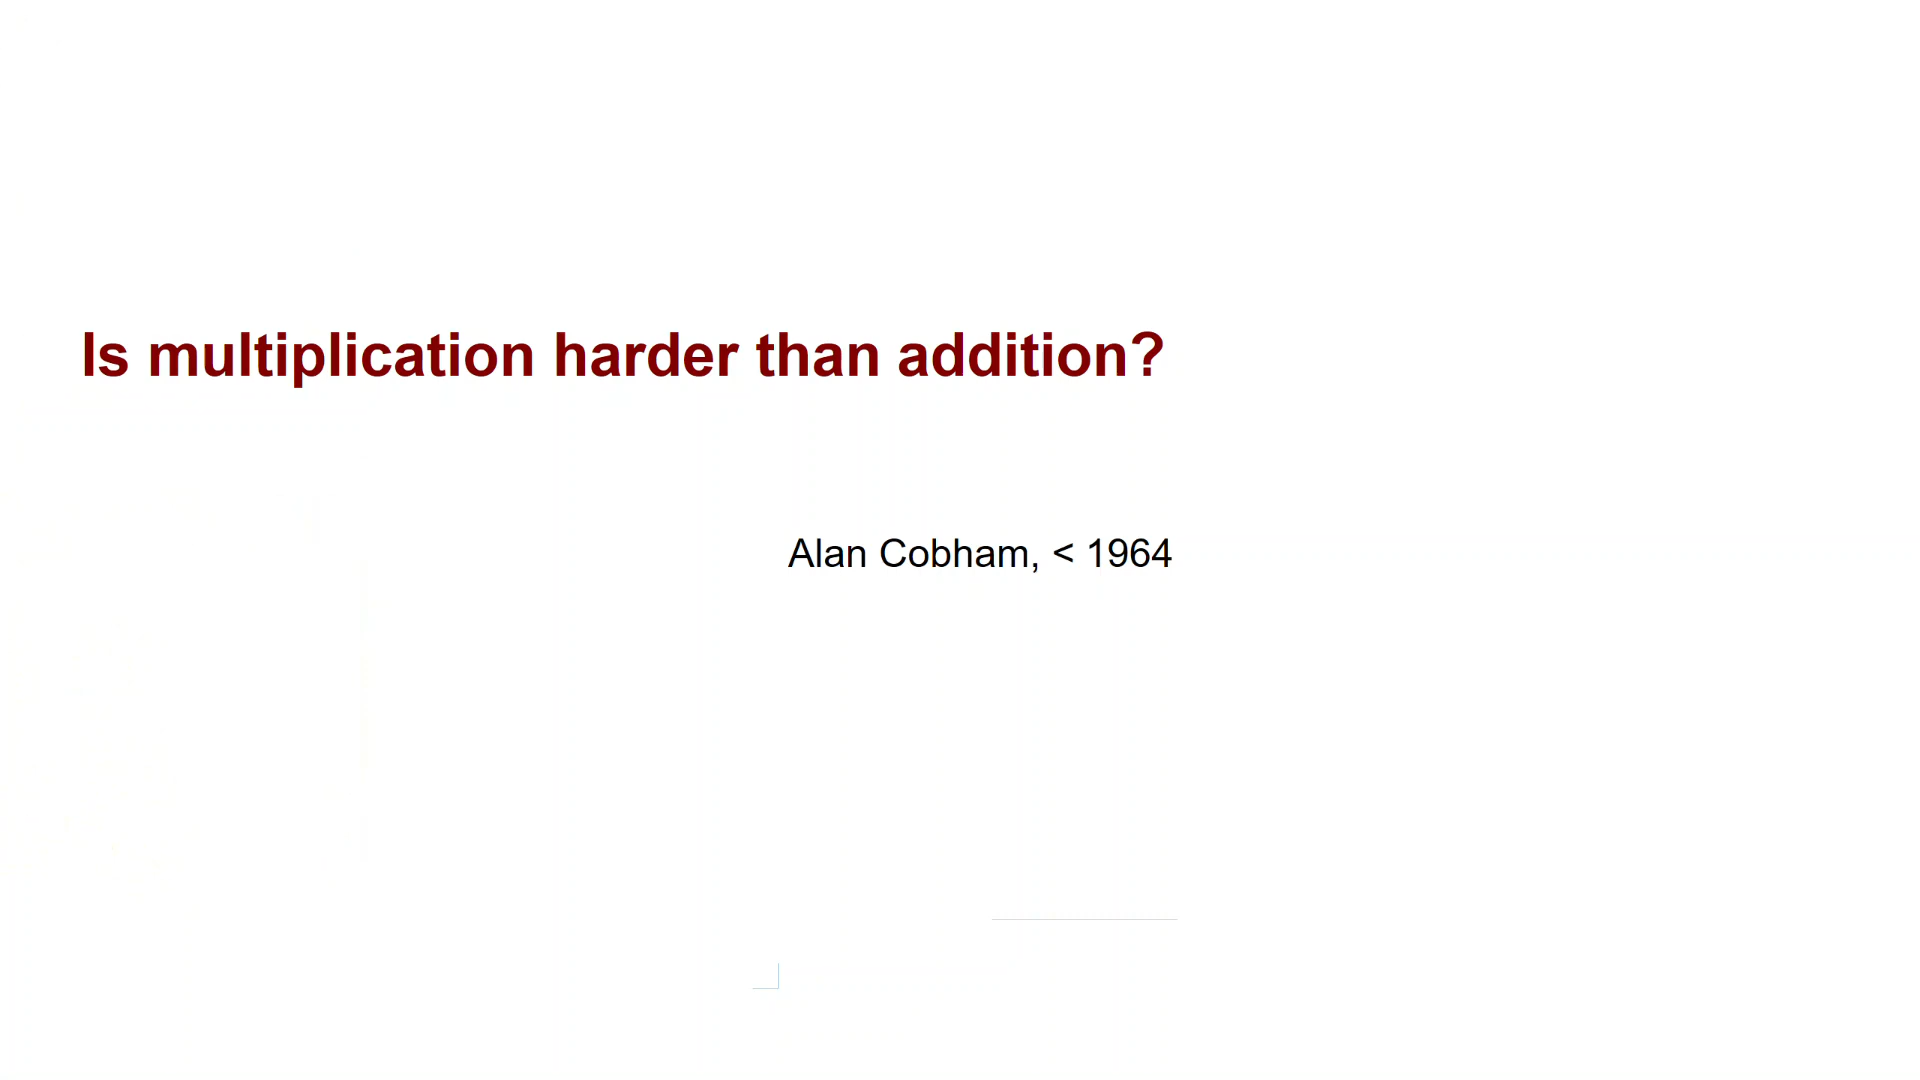 Is multiplication harder than addition?
Alan Cobham, < 1964